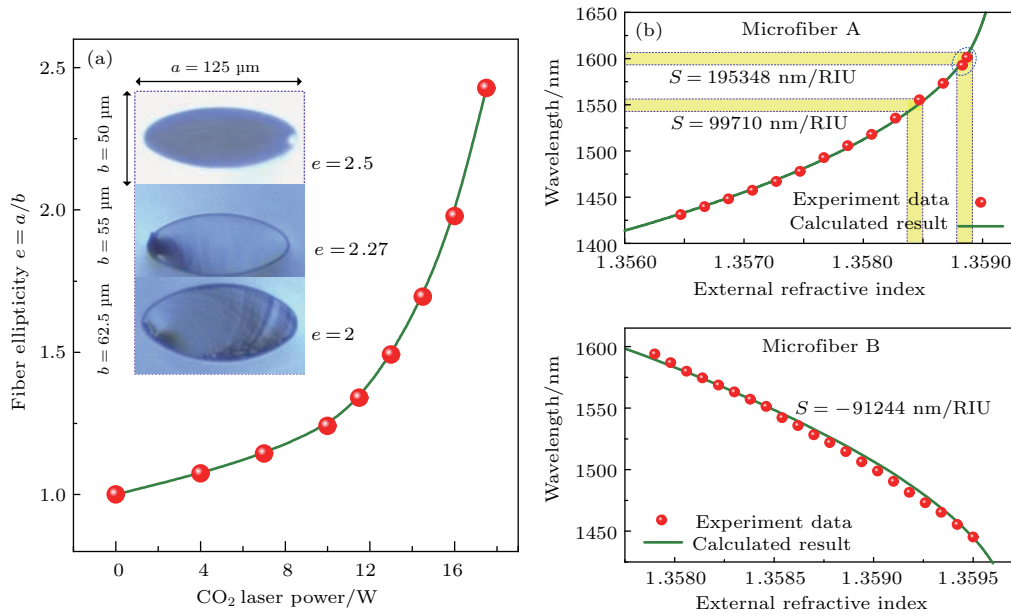 (a)
a = 125 µm
b = 50 µm
e = 2.5
b = 55 µm
e = 2.27
b = 62.5 µm
e = 2
2.5
2.0
1.5
1.0
Fiber ellipticity e = a/b
0
4
8
12
16
CO₂ laser power/W
(b)
Microfiber A
1650
1600
1550
1500
1450
1400
Wavelength/nm
S = 195348 nm/RIU
S = 99710 nm/RIU
Experiment data
Calculated result
1.3560
1.3570
1.3580
1.3590
External refractive index
Microfiber B
1600
1550
1500
1450
Wavelength/nm
S = −91244 nm/RIU
Experiment data
Calculated result
1.3580
1.3585
1.3590
1.3595
External refractive index